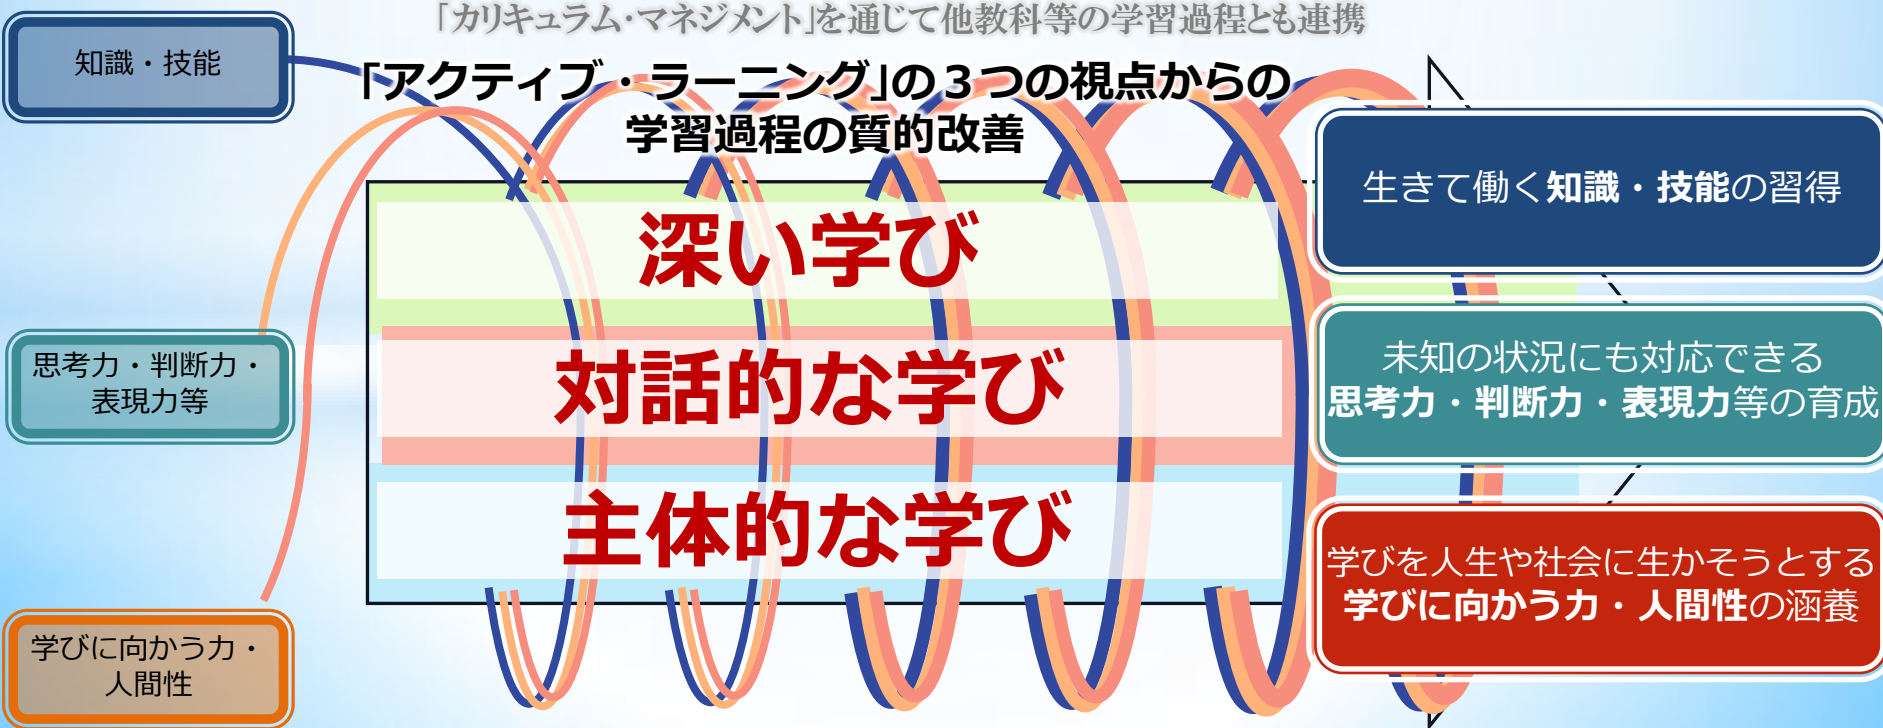 「カリキュラム・マネジメント」を通じて他教科等の学習過程とも連携
「アクティブ・ラーニング」の３つの視点からの
学習過程の質的改善
知識・技能
思考力・判断力・
表現力等
学びに向かう力・
人間性
深い学び
対話的な学び
主体的な学び
生きて働く知識・技能の習得
未知の状況にも対応できる
思考力・判断力・表現力等の育成
学びを人生や社会に生かそうとする
学びに向かう力・人間性の涵養